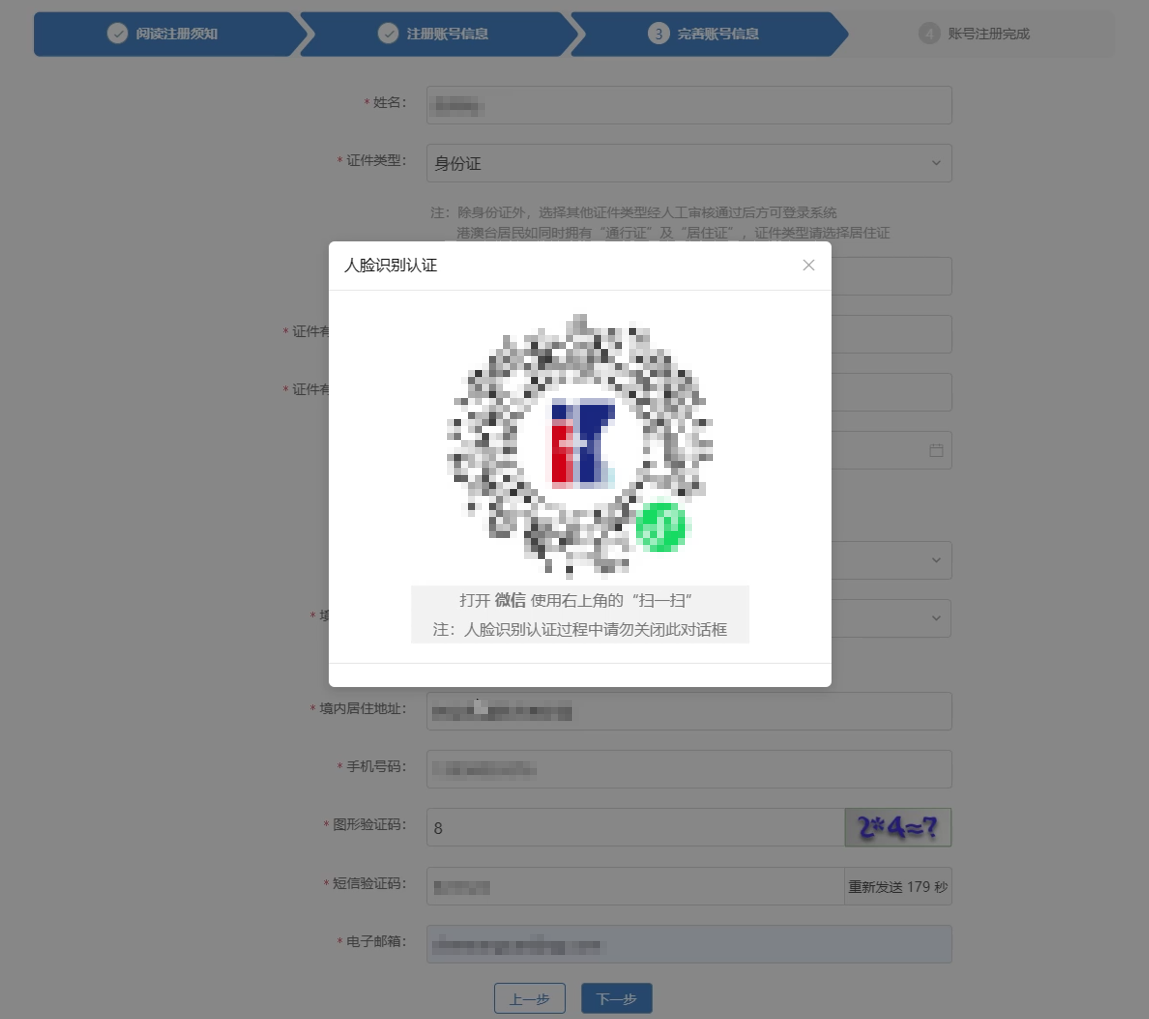 阅读注册须知
注册账号信息
3 完善账号信息
4 账号注册完成
* 姓名：
* 证件类型：
身份证
注：除身份证外，选择其他证件类型经人工审核通过后方可登录系统
港澳台居民如同时拥有“通行证”及“居住证”，证件类型请选择居住证
人脸识别认证
* 证件有
* 证件有
打开 微信 使用右上角的“扫一扫”
注：人脸识别认证过程中请勿关闭此对话框
* 境内居住地址：
* 手机号码：
* 图形验证码：
8
2*4=?
* 短信验证码：
重新发送 179 秒
* 电子邮箱：
上一步
下一步